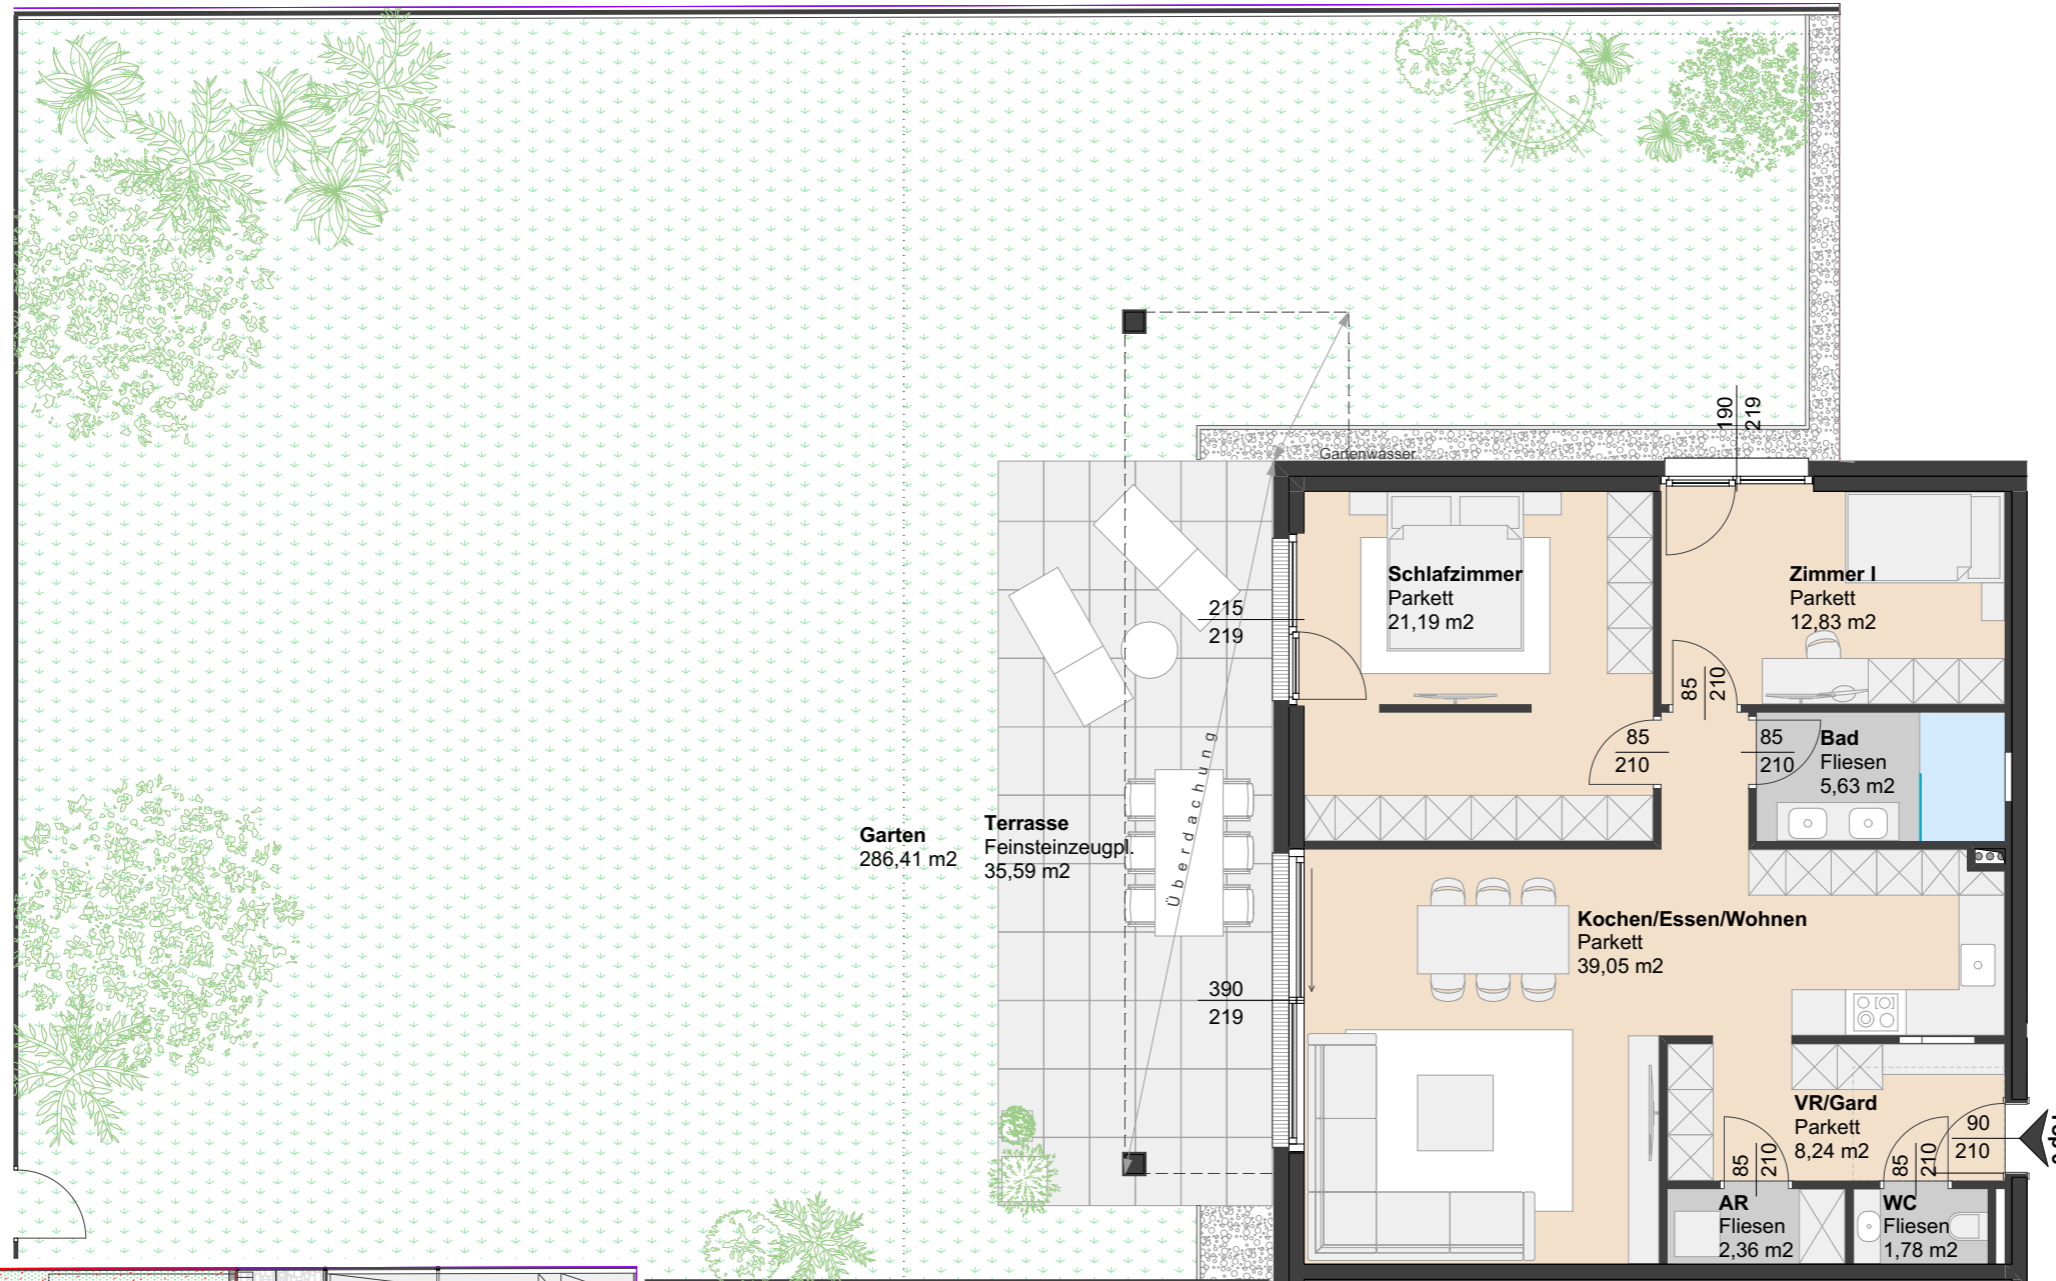 190
219
Gartenwasser
Schlafzimmer
Parkett
21,19 m2
Zimmer I
Parkett
12,83 m2
215
219
85
210
85
210
85
210
Bad
Fliesen
5,63 m2
Überdachung
Garten
286,41 m2
Terrasse
Feinsteinzeugpl.
35,59 m2
Kochen/Essen/Wohnen
Parkett
39,05 m2
390
219
VR/Gard
Parkett
8,24 m2
90
210
85
210
85
210
AR
Fliesen
2,36 m2
WC
Fliesen
1,78 m2